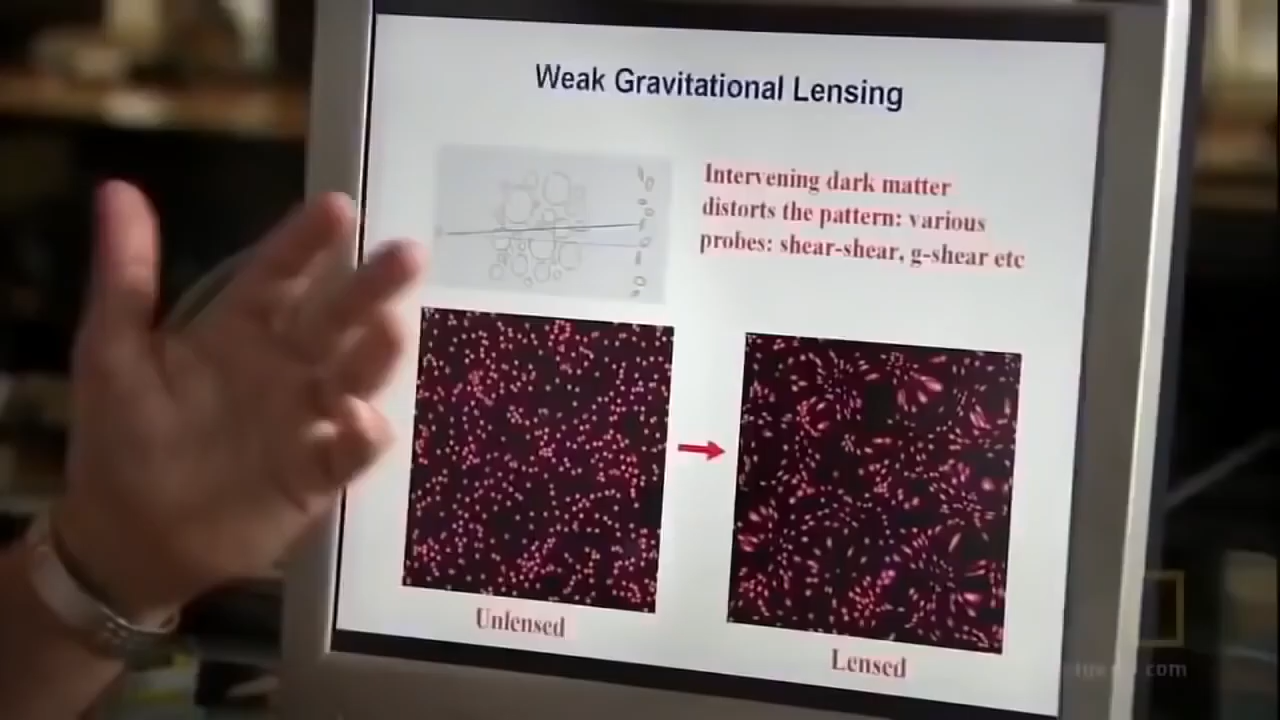 Weak Gravitational Lensing
Intervening dark matter
distorts the pattern: various
probes: shear-shear, g-shear etc
Unlensed
Lensed